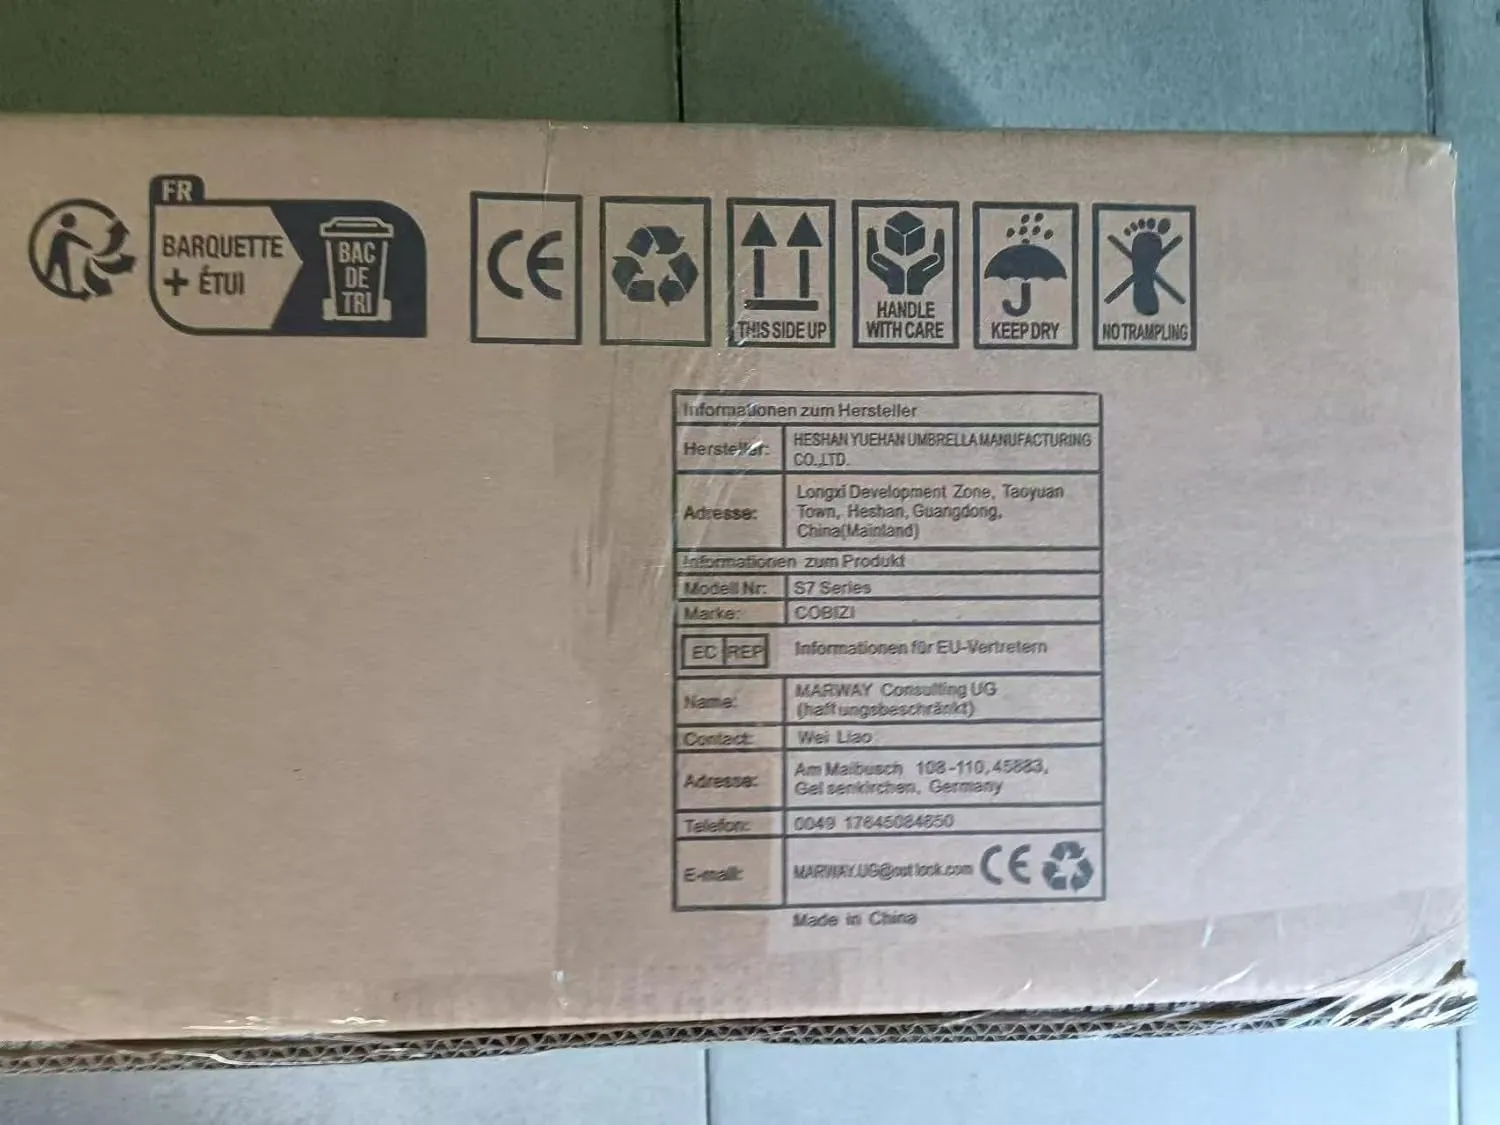 FR
BARQUETTE
+ ÉTUI
BAC
DE
TRI
CE
THIS SIDE UP
HANDLE
WITH CARE
KEEP DRY
NO TRAMPLING
Informationen zum Hersteller
Hersteller: HESHAN YUEHAN UMBRELLA MANUFACTURING
CO.,LTD.
Adresse: Longxi Development Zone, Taoyuan
Town, Heshan, Guangdong,
China(Mainland)
Informationen zum Produkt
Modell Nr: S7 Series
Marke: COBIZI
EC REP Informationen für EU-Vertretern
Name: MARWAY Consulting UG
(haftungsbeschränkt)
Contact: Wei Liao
Adresse: Am Maibusch 108-110, 45883,
Gelsenkirchen, Germany
Telefon: 0049 17645084850
E-mail: MARWAY.UG@outlook.com CE
Made in China